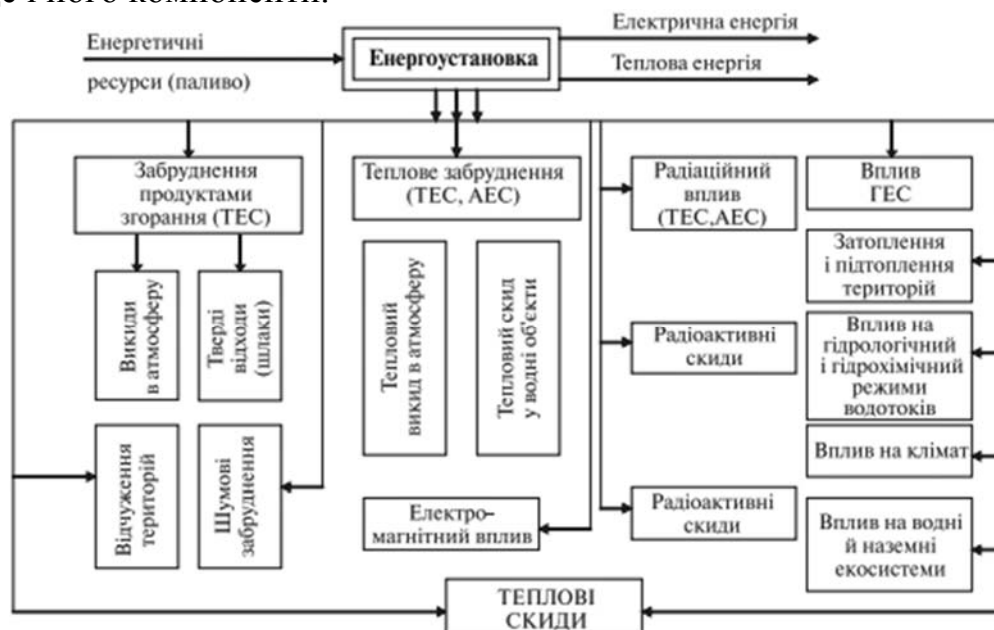 Енергетичні
ресурси (паливо)
Енергоустановка
Електрична енергія
Теплова енергія
Забруднення
продуктами
згорання (ТЕС)
Теплове забруднення
(ТЕС, АЕС)
Радіаційний
вплив
(ТЕС,АЕС)
Вплив
ГЕС
Викиди
в атмосферу
Тверді
відходи
(шлаки)
Тепловий
викид в атмосферу
Тепловий скид
у водні об'єкти
Радіоактивні
скиди
Затоплення
і підтоплення
територій
Вплив на
гідрологічний
і гідрохімічний
режими
водотоків
Відчуження
територій
Шумові
забруднення
Електро-
магнітний вплив
Радіоактивні
скиди
Вплив на клімат
Вплив на водні
й наземні
екосистеми
ТЕПЛОВІ
СКИДИ